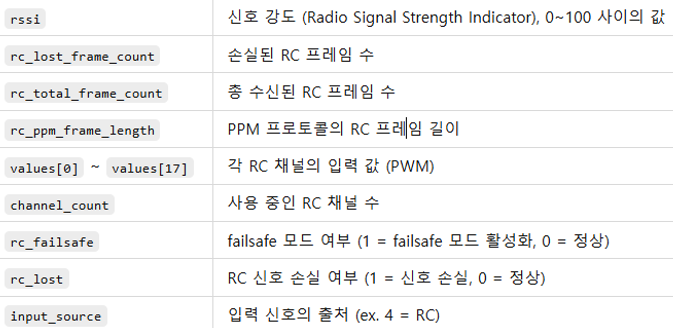 rssi 신호 강도 (Radio Signal Strength Indicator), 0~100 사이의 값
rc_lost_frame_count 손실된 RC 프레임 수
rc_total_frame_count 총 수신된 RC 프레임 수
rc_ppm_frame_length PPM 프로토콜의 RC 프레임 길이
values[0] ~ values[17] 각 RC 채널의 입력 값 (PWM)
channel_count 사용 중인 RC 채널 수
rc_failsafe failsafe 모드 여부 (1 = failsafe 모드 활성화, 0 = 정상)
rc_lost RC 신호 손실 여부 (1 = 신호 손실, 0 = 정상)
input_source 입력 신호의 출처 (ex. 4 = RC)